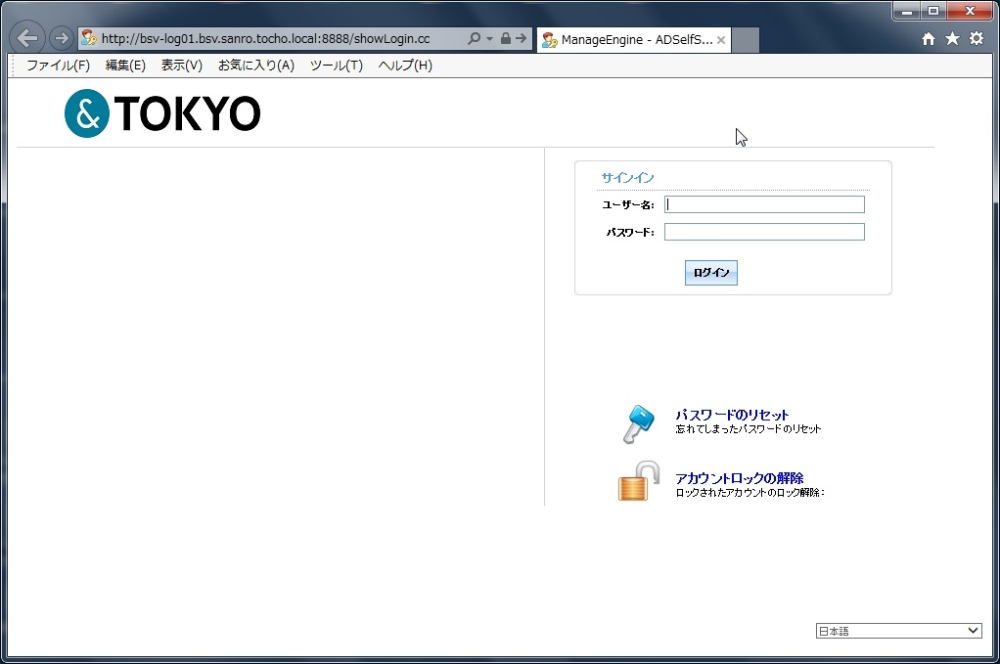 http://bsv-log01.bsv.sanro.tocho.local:8888/showLogin.cc
ManageEngine - ADSelfS...
ファイル(F) 編集(E) 表示(V) お気に入り(A) ツール(T) ヘルプ(H)
& TOKYO
サインイン
ユーザー名:
パスワード:
ログイン
パスワードのリセット
忘れてしまったパスワードのリセット
アカウントロックの解除
ロックされたアカウントのロック解除:
日本語